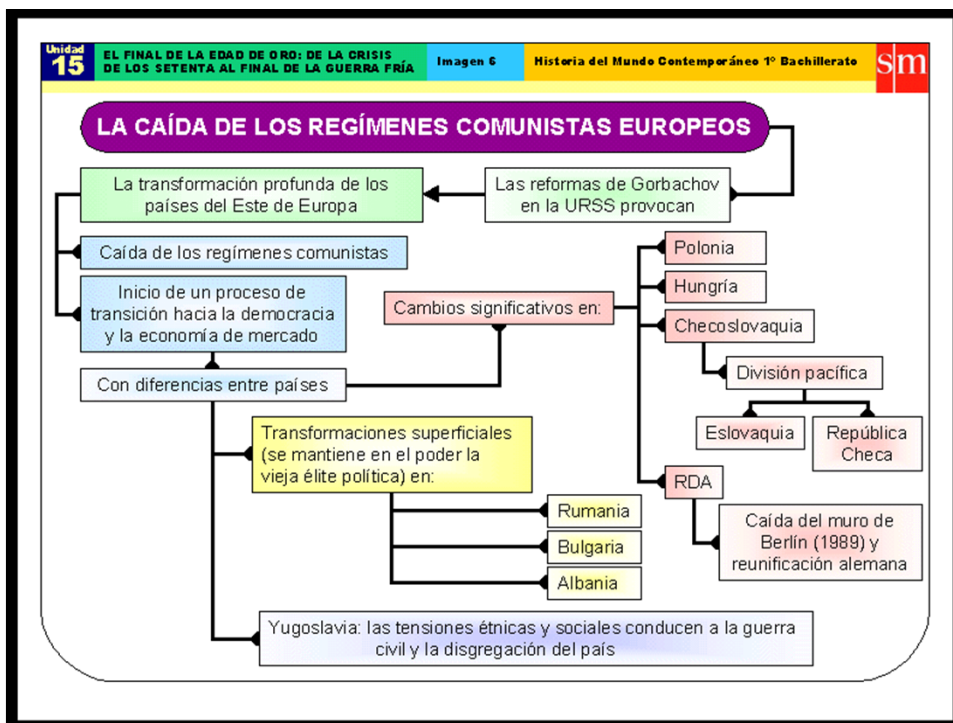 Unidad
15
EL FINAL DE LA EDAD DE ORO: DE LA CRISIS
DE LOS SETENTA AL FINAL DE LA GUERRA FRÍA
Imagen 6
Historia del Mundo Contemporáneo 1º Bachillerato
sm
LA CAÍDA DE LOS REGÍMENES COMUNISTAS EUROPEOS
Las reformas de Gorbachov
en la URSS provocan
La transformación profunda de los
países del Este de Europa
Caída de los regímenes comunistas
Inicio de un proceso de
transición hacia la democracia
y la economía de mercado
Con diferencias entre países
Cambios significativos en:
Polonia
Hungría
Checoslovaquia
División pacífica
Eslovaquia
República
Checa
RDA
Caída del muro de
Berlín (1989) y
reunificación alemana
Transformaciones superficiales
(se mantiene en el poder la
vieja élite política) en:
Rumania
Bulgaria
Albania
Yugoslavia: las tensiones étnicas y sociales conducen a la guerra
civil y la disgregación del país